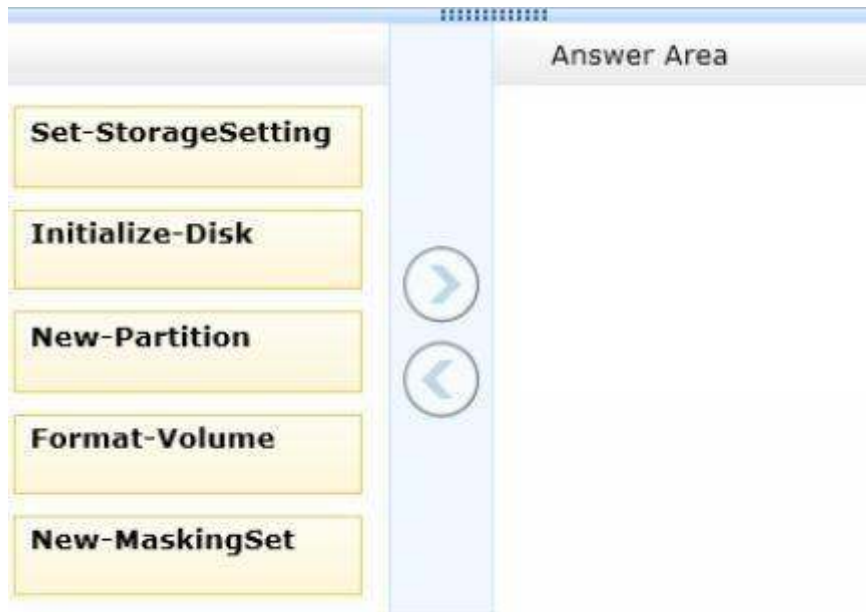 Answer Area
Set-StorageSetting
Initialize-Disk
New-Partition
Format-Volume
New-MaskingSet